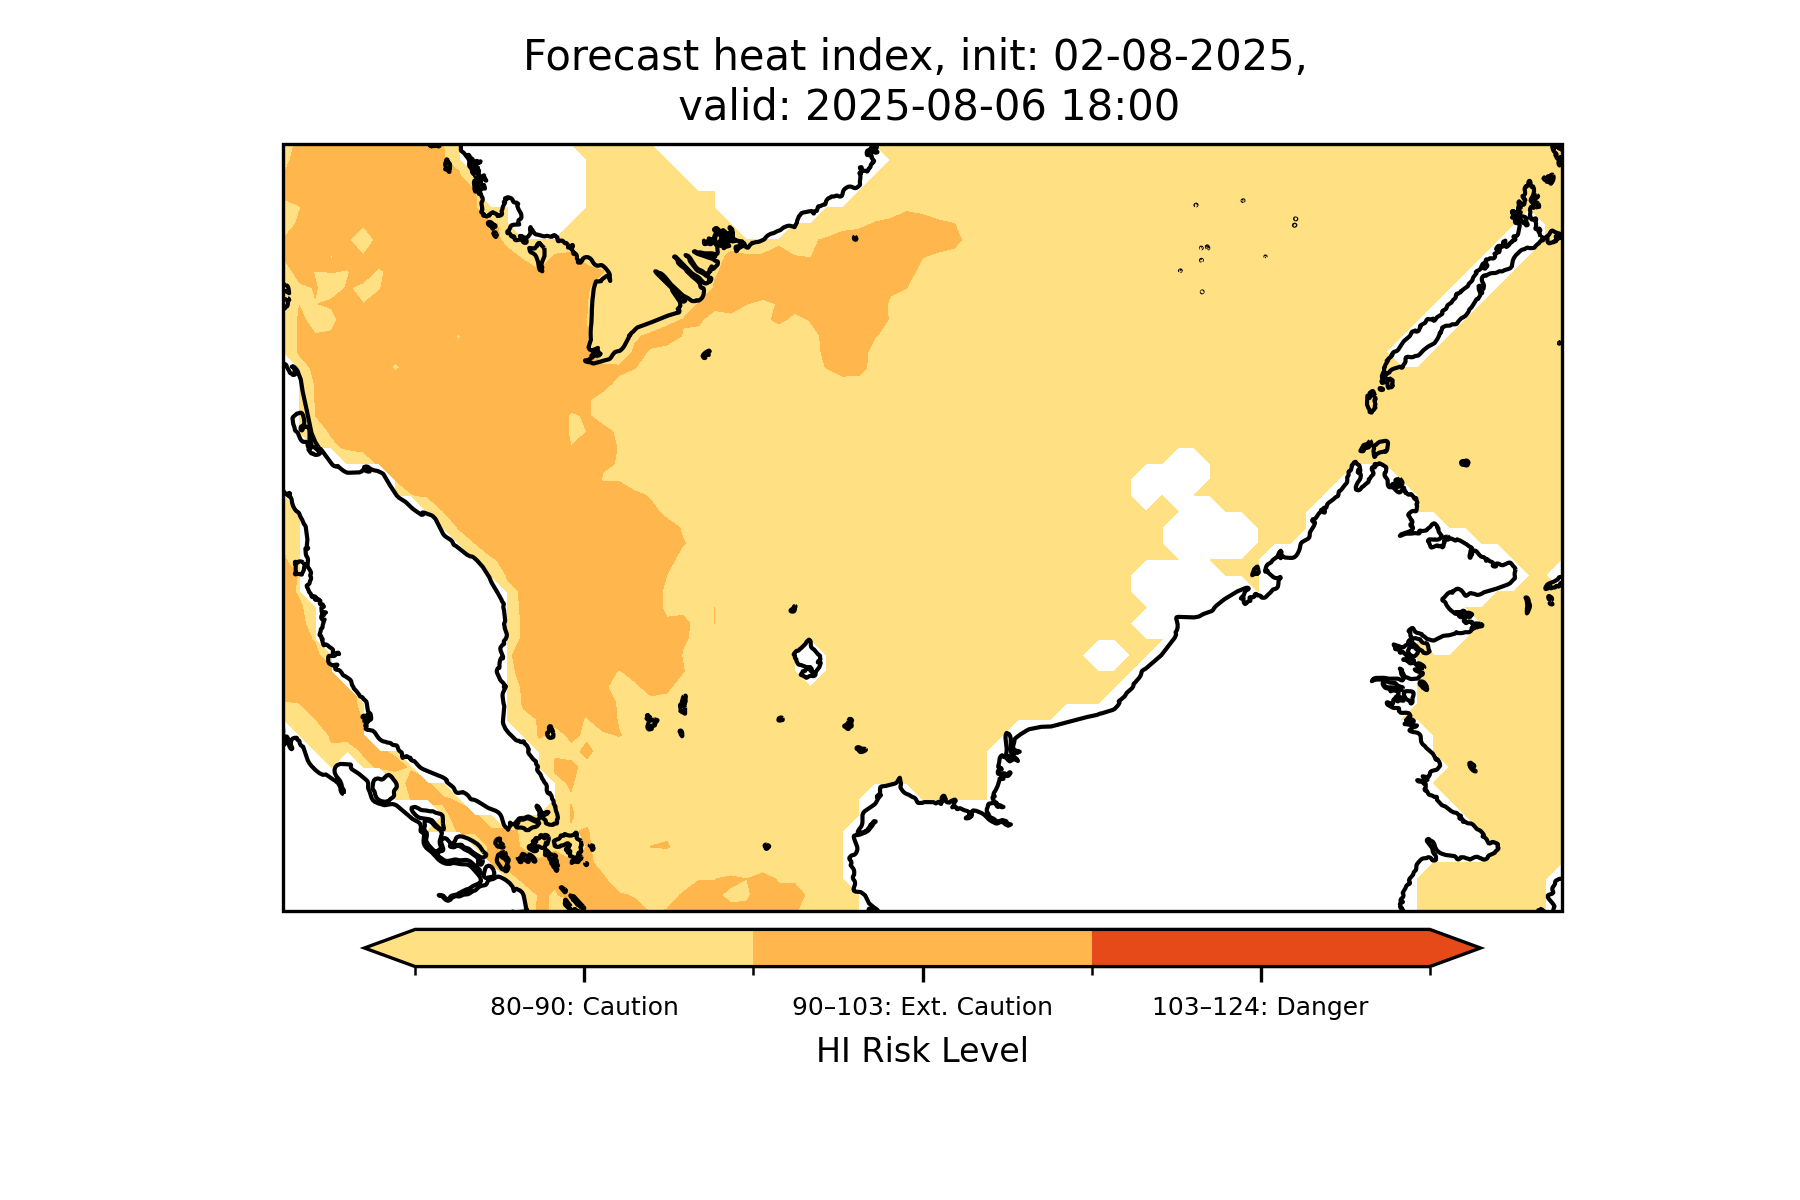 Forecast heat index, init: 02-08-2025,
valid: 2025-08-06 18:00
80–90: Caution
90–103: Ext. Caution
103–124: Danger
HI Risk Level